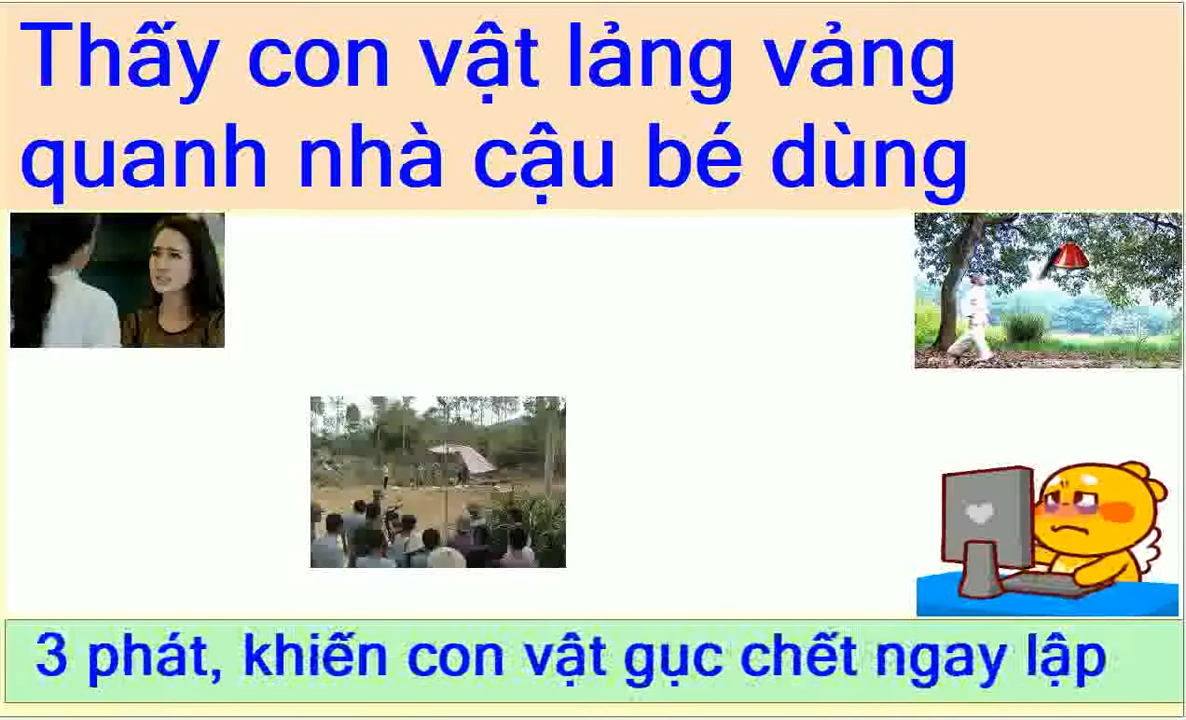 Thấy con vật lảng vảng
quanh nhà cậu bé dùng
3 phát, khiến con vật gục chết ngay lập